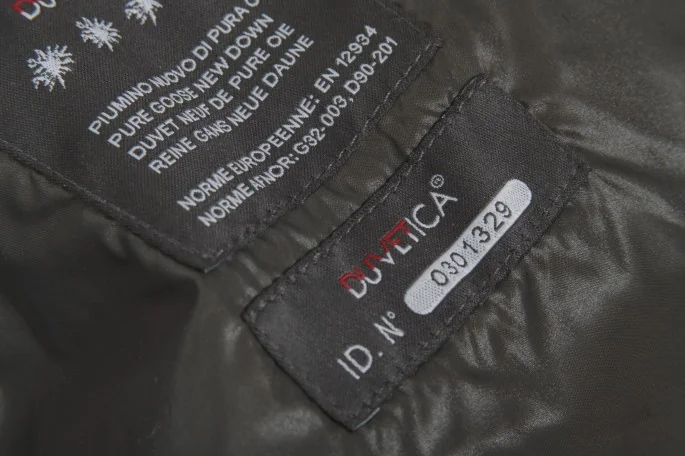 PIUMINO NUOVO DI PURA
PURE GOOSE NEW DOWN
DUVET NEUF DE PURE OIE
REINE GANS NEUE DAUNE
NORME EUROPEENNE: EN 12934
NORME AFNOR: G32-003, D90-201
DUVETICA®
ID. N° 0301329